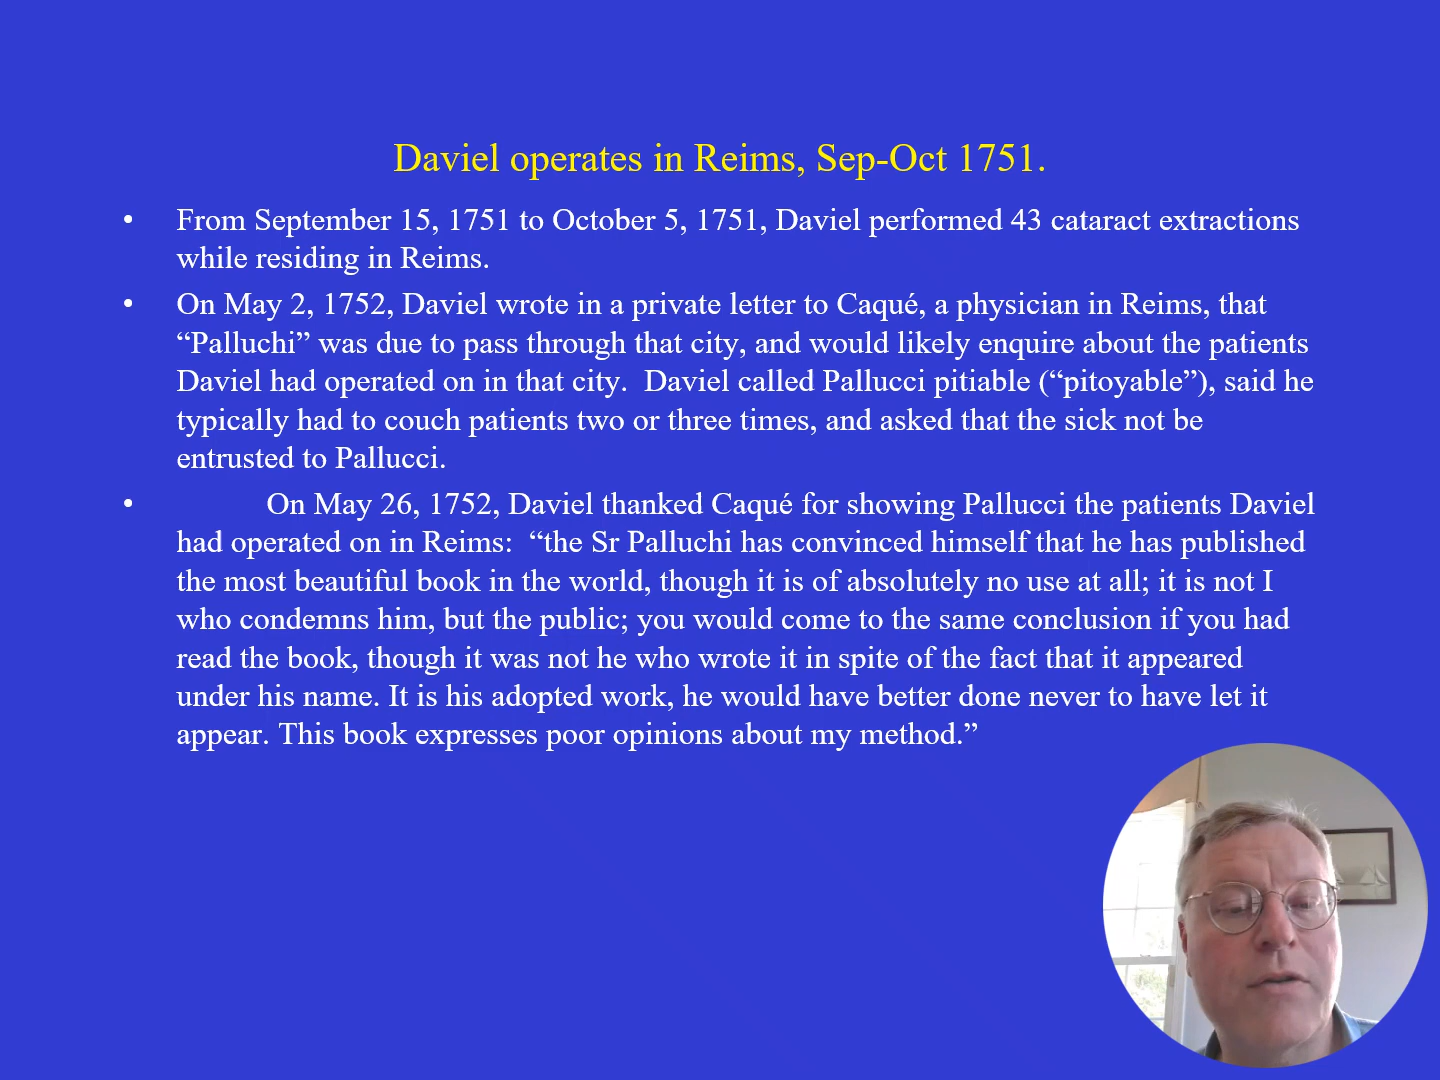 Daviel operates in Reims, Sep-Oct 1751.
• From September 15, 1751 to October 5, 1751, Daviel performed 43 cataract extractions
while residing in Reims.
• On May 2, 1752, Daviel wrote in a private letter to Caqué, a physician in Reims, that
“Palluchi” was due to pass through that city, and would likely enquire about the patients
Daviel had operated on in that city.  Daviel called Pallucci pitiable (“pitoyable”), said he
typically had to couch patients two or three times, and asked that the sick not be
entrusted to Pallucci.
• On May 26, 1752, Daviel thanked Caqué for showing Pallucci the patients Daviel
had operated on in Reims:  “the Sr Palluchi has convinced himself that he has published
the most beautiful book in the world, though it is of absolutely no use at all; it is not I
who condemns him, but the public; you would come to the same conclusion if you had
read the book, though it was not he who wrote it in spite of the fact that it appeared
under his name. It is his adopted work, he would have better done never to have let it
appear. This book expresses poor opinions about my method.”